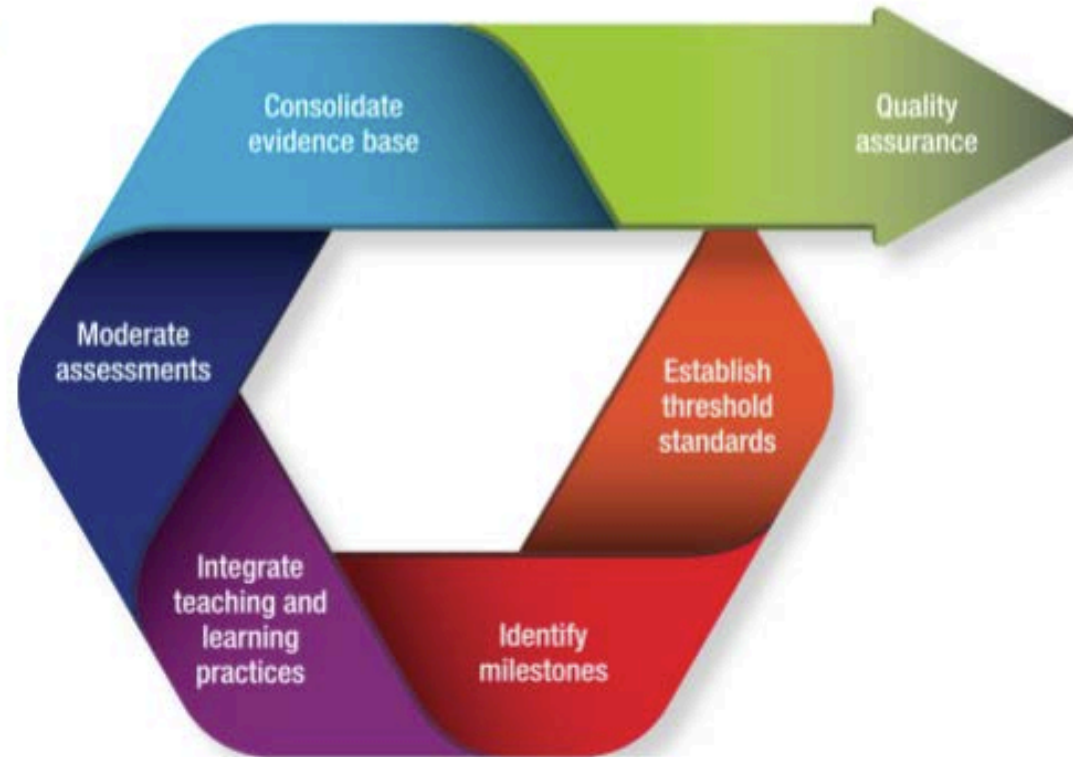 Consolidate
evidence base
Quality
assurance
Moderate
assessments
Establish
threshold
standards
Integrate
teaching and
learning
practices
Identify
milestones